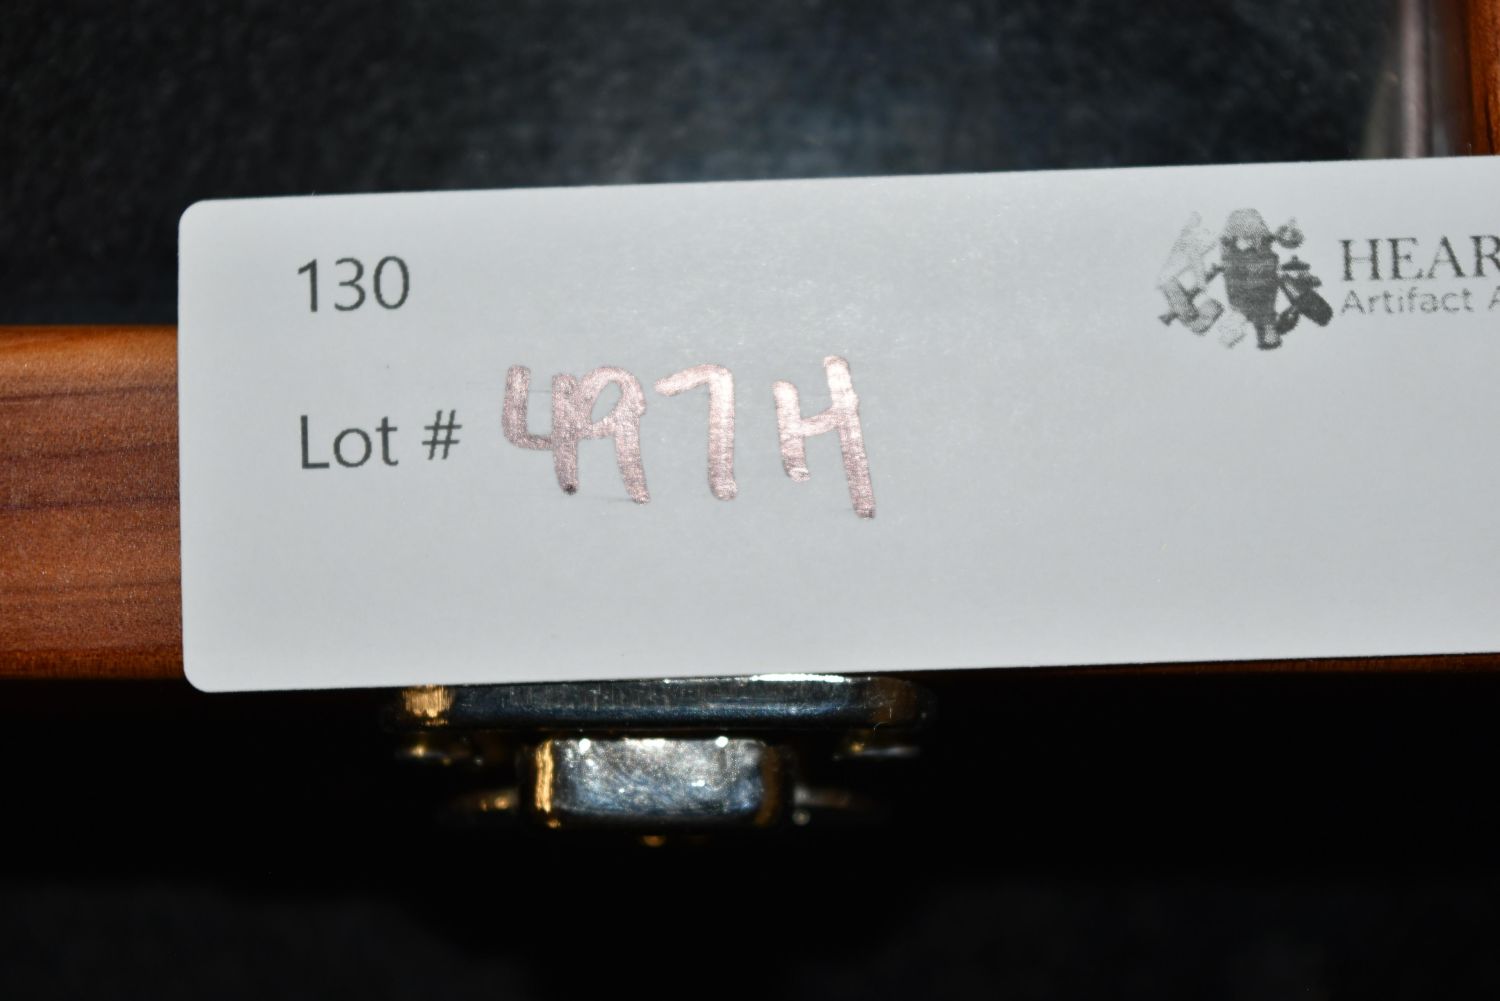 130
HEAR
Artifact A
Lot # 497H